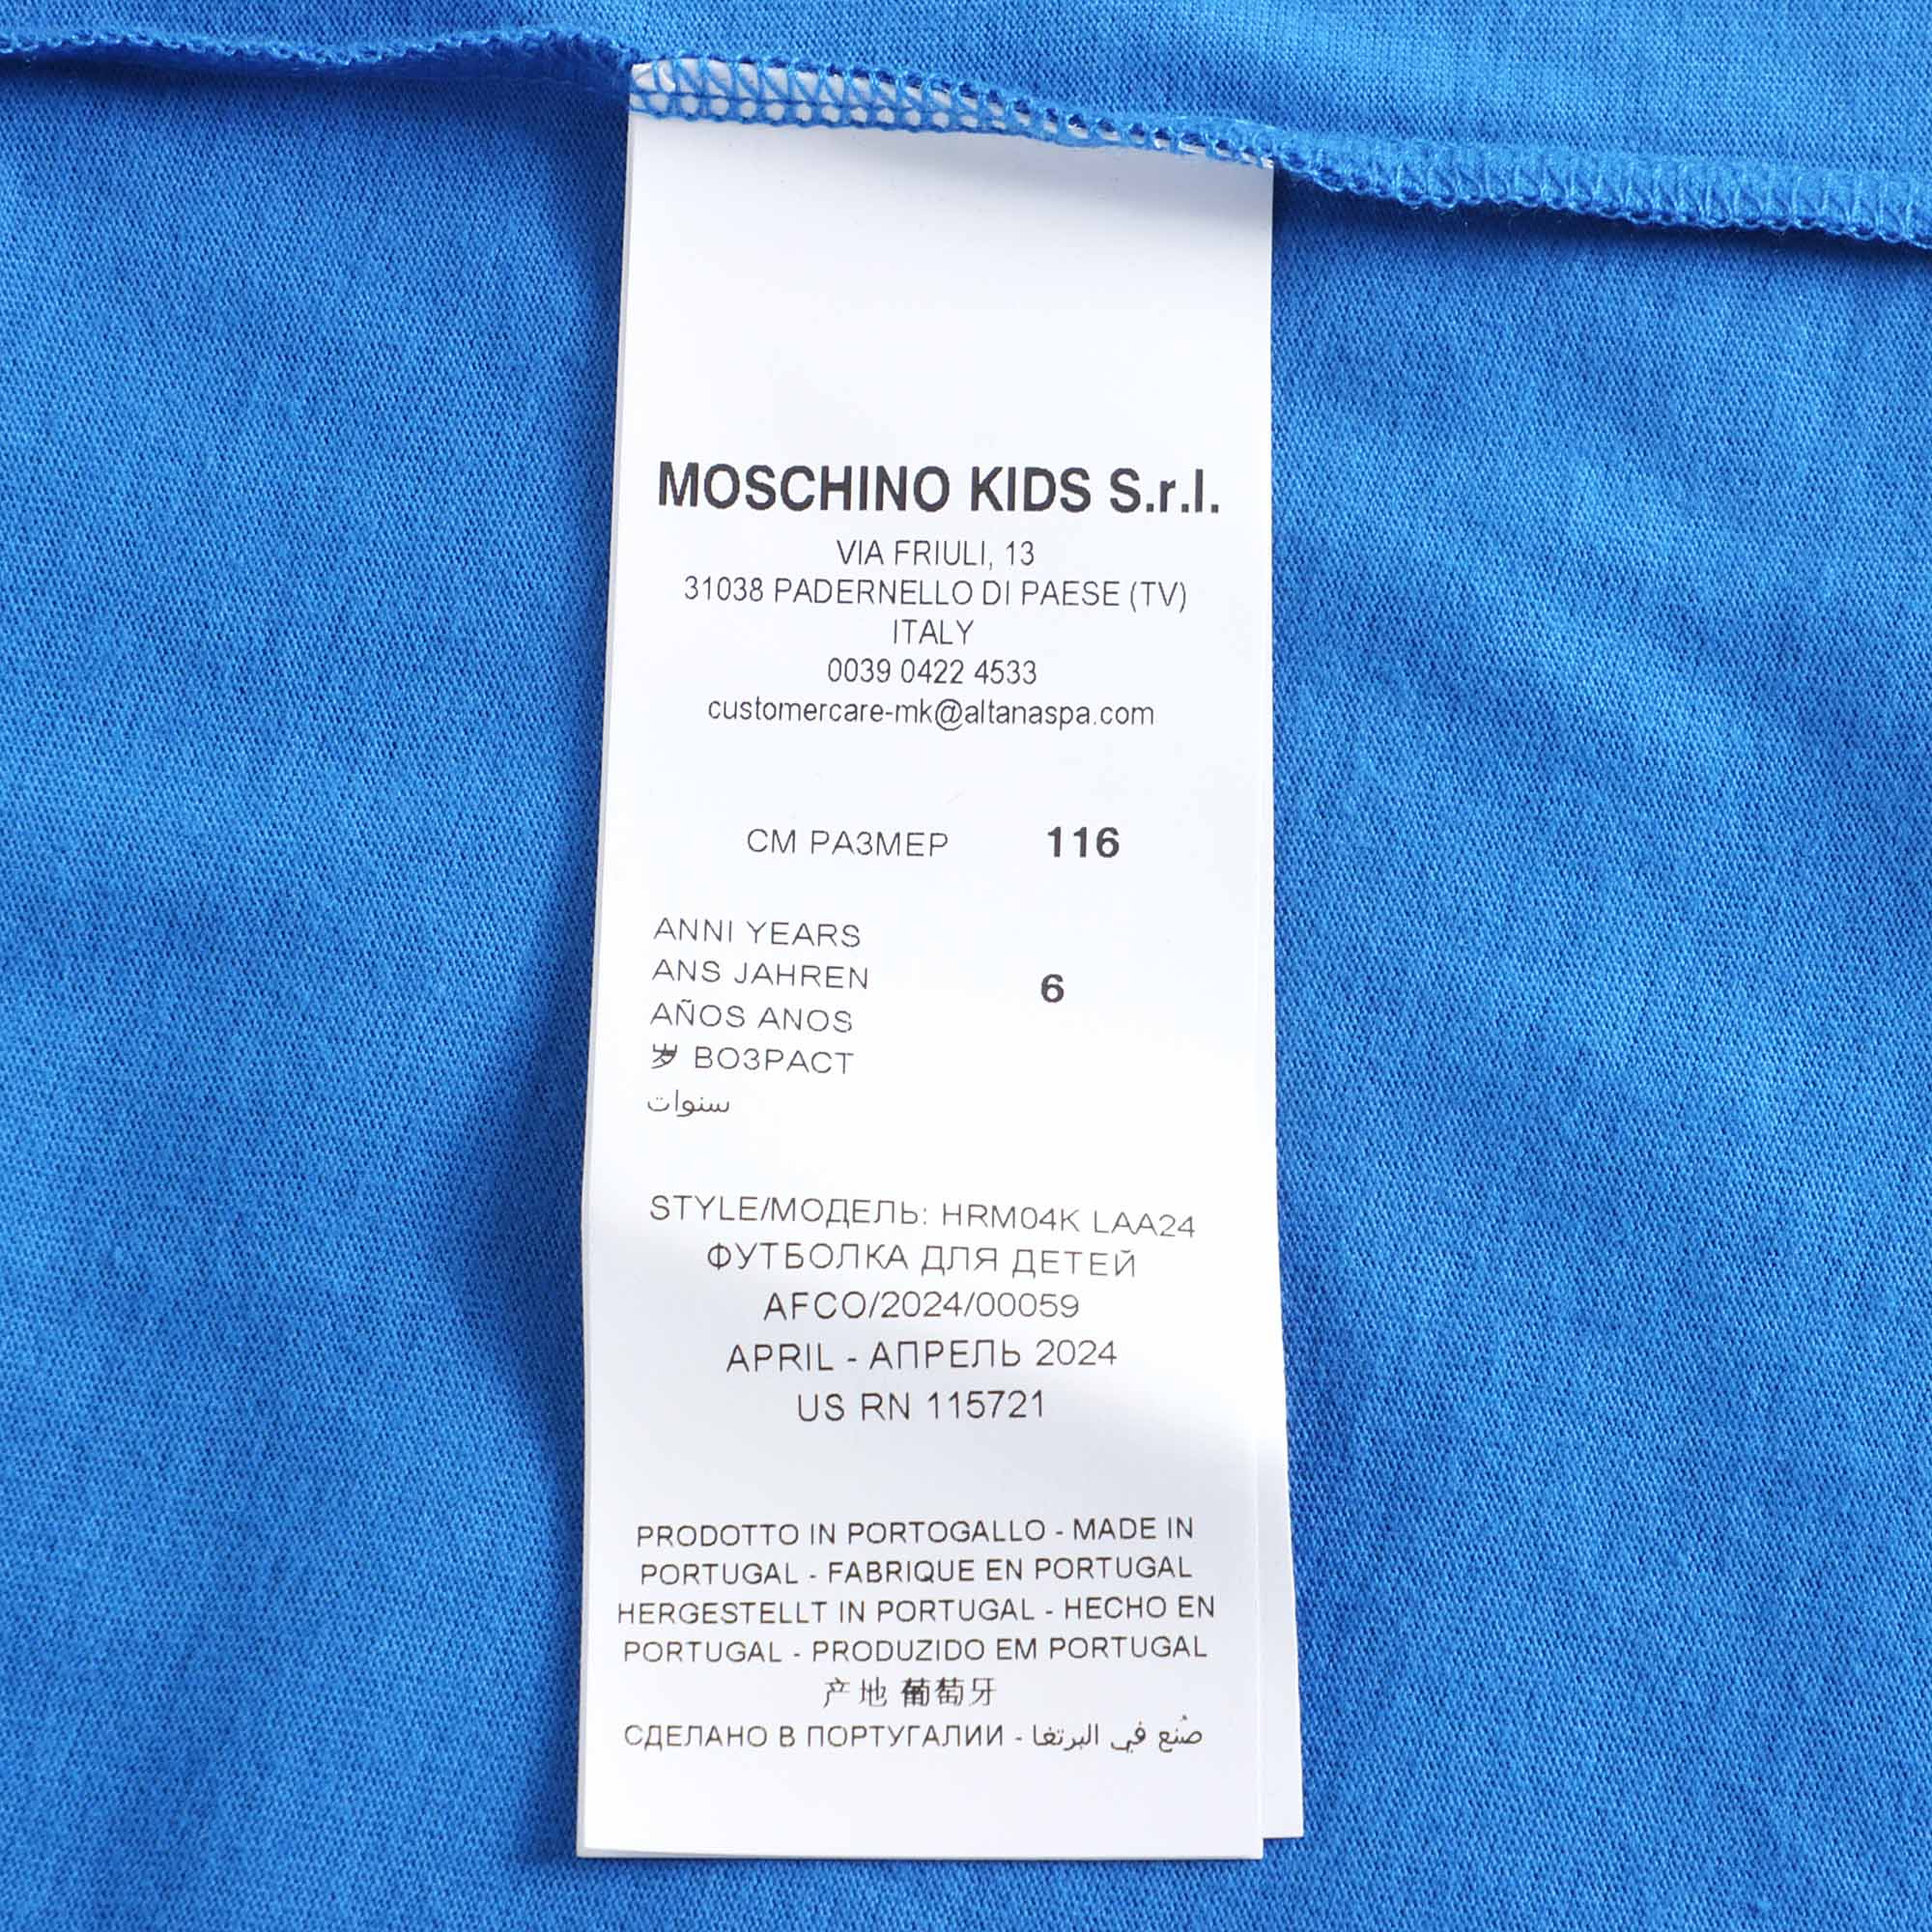 MOSCHINO KIDS S.r.l.
VIA FRIULI, 13
31038 PADERNELLO DI PAESE (TV)
ITALY
0039 0422 4533
customercare-mk@altanaspa.com
СМ РАЗМЕР 116
ANNI YEARS
ANS JAHREN 6
AÑOS ANOS
岁 ВОЗРАСТ
سنوات
STYLE/МОДЕЛЬ: HRM04K LAA24
ФУТБОЛКА ДЛЯ ДЕТЕЙ
AFCO/2024/00059
APRIL - АПРЕЛЬ 2024
US RN 115721
PRODOTTO IN PORTOGALLO - MADE IN
PORTUGAL - FABRIQUE EN PORTUGAL
HERGESTELLT IN PORTUGAL - HECHO EN
PORTUGAL - PRODUZIDO EM PORTUGAL
产地 葡萄牙
СДЕЛАНО В ПОРТУГАЛИИ - صُنع في البرتغا